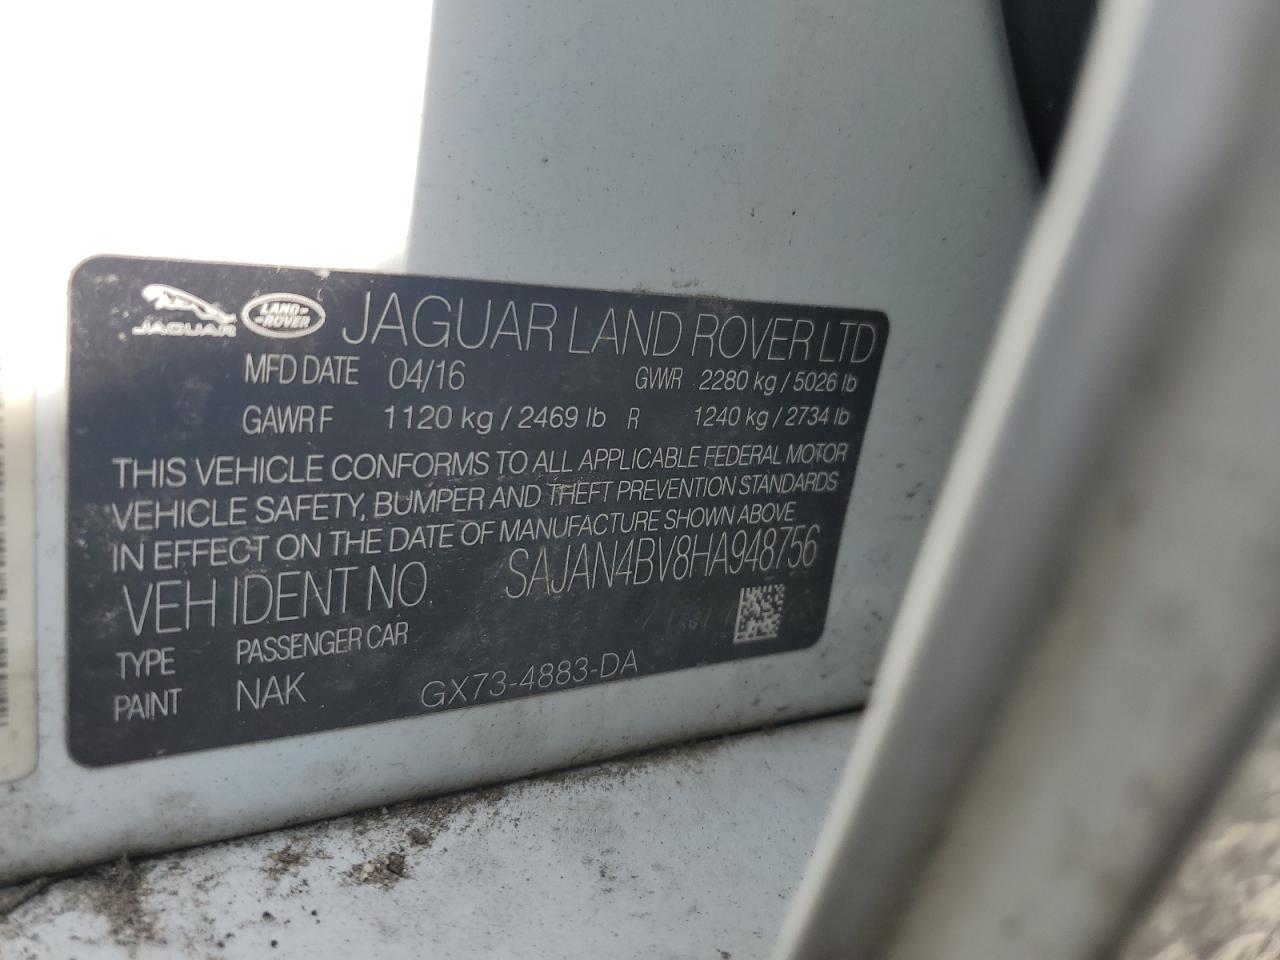 JAGUAR LAND-ROVER JAGUAR LAND ROVER LTD
MFD DATE 04/16 GVWR 2280 kg / 5026 lb
GAWR F 1120 kg / 2469 lb R 1240 kg / 2734 lb
THIS VEHICLE CONFORMS TO ALL APPLICABLE FEDERAL MOTOR
VEHICLE SAFETY, BUMPER AND THEFT PREVENTION STANDARDS
IN EFFECT ON THE DATE OF MANUFACTURE SHOWN ABOVE
VEH IDENT NO. SAJAN4BV8HA948756
TYPE PASSENGER CAR
PAINT NAK GX73-4883-DA